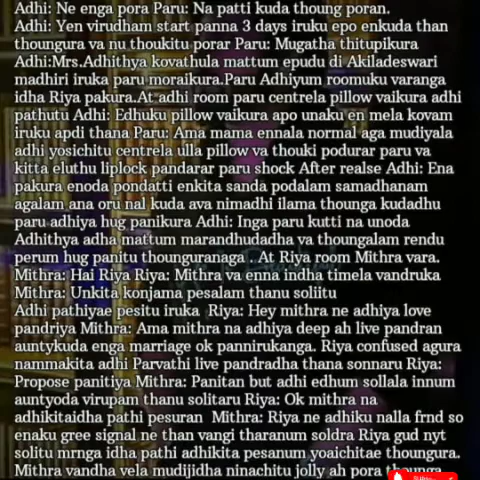 Adhi: Ne enga pora Paru: Na patti kuda thoung poran.
Adhi: Yen virudham start panna 3 days iruku epo enkuda than
thoungura va nu thoukitu porar Paru: Mugatha thitupikura
Adhi:Mrs.Adhithya kovathula mattum epudu di Akiladeswari
madhiri iruka paru moraikura.Paru Adhiyum roomuku varanga
idha Riya pakura.At adhi room paru centrela pillow vaikura adhi
pathutu Adhi: Edhuku pillow vaikura apo unaku en mela kovam
iruku apdi thana Paru: Ama mama ennala normal aga mudiyala
adhi yosichitu centrela ulla pillow va thouki podurar paru va
kitta eluthu liplock pandarar paru shock After realse Adhi: Ena
pakura enoda pondatti enkita sanda podalam samadhanam
agalam ana oru nal kuda ava nimadhi ilama thounga kudadhu
paru adhiya hug panikura Adhi: Inga paru kutti na unoda
Adhithya adha mattum marandhudadha va thoungalam rendu
perum hug panitu thounguranaga . At Riya room Mithra vara.
Mithra: Hai Riya Riya: Mithra va enna indha timela vandruka
Mithra: Unkita konjama pesalam thanu soliitu
Adhi pathiyae pesitu iruka .Riya: Hey mithra ne adhiya love
pandriya Mithra: Ama mithra na adhiya deep ah live pandran
auntykuda enga marriage ok pannirukanga. Riya confused agura
nammakita adhi Parvathi live pandradha thana sonnaru Riya:
Propose panitiya Mithra: Panitan but adhi edhum sollala innum
auntyoda virupam thanu solitaru Riya: Ok mithra na
adhikitaidha pathi pesuran  Mithra: Riya ne adhiku nalla frnd so
enaku gree signal ne than vangi tharanum soldra Riya gud nyt
solitu mrnga idha pathi adhikita pesanum yoaichitae thoungura.
Mithra vandha vela mudijidha ninachitu jolly ah pora thounga